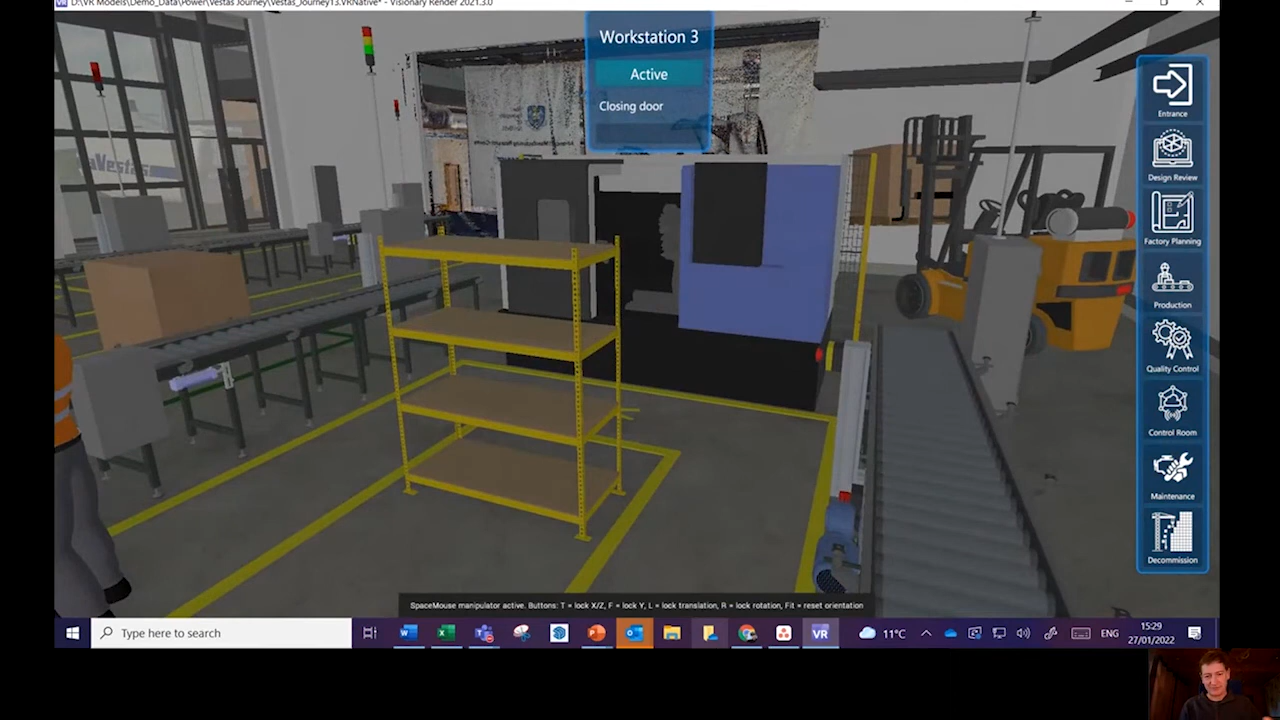 D:\VR Models\Demo_Data\Power\Vestas Journey\Vestas_Journey13.VRNative* - Visionary Render 2021.3.0
Workstation 3
Active
Closing door
Vestas
Entrance
Design Review
Factory Planning
Production
Quality Control
Control Room
Maintenance
Decommission
SpaceMouse manipulator active. Buttons: T = lock X/Z, F = lock Y, L = lock translation, R = lock rotation, Fit = reset orientation
Type here to search
VR
11°C
ENG
15:29
27/01/2022